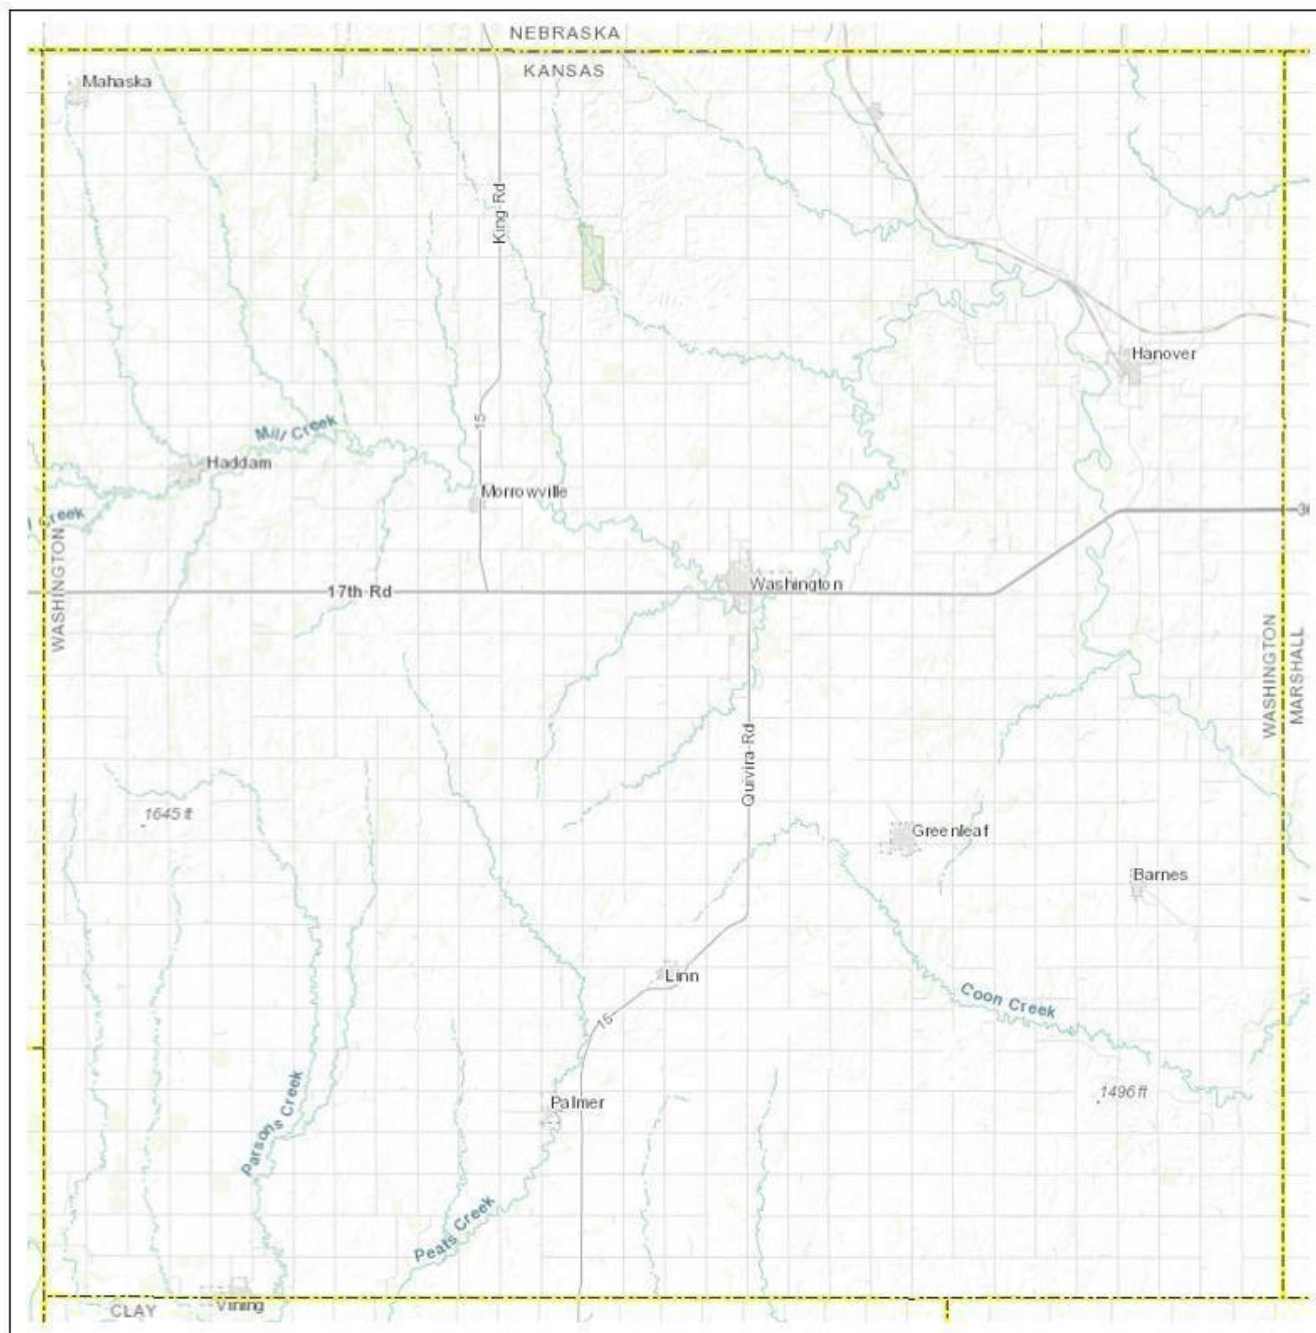 NEBRASKA
KANSAS
Mahaska
King Rd
Hanover
15
Mill Creek
Haddam
Morrowville
Creek
WASHINGTON
17th Rd
Washington
WASHINGTON
MARSHALL
Quivira Rd
1645 ft
Greenleaf
Barnes
Linn
Coon Creek
15
1496 ft
Palmer
Parsons Creek
Peats Creek
CLAY
Vining